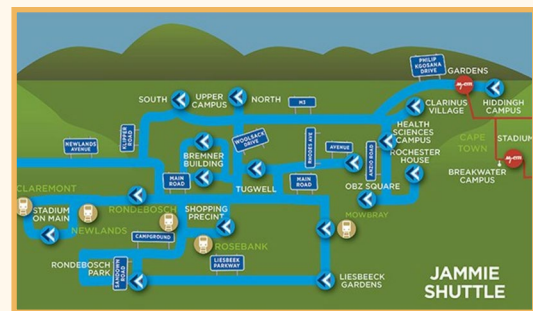 PHILIP
KGOSANA
DRIVE
GARDENS
SOUTH
UPPER
CAMPUS
NORTH
M3
CLARINUS
VILLAGE
HIDDINGH
CAMPUS
KLIPPER
ROAD
WOOLSACK
DRIVE
RHODES AVE
HEALTH
SCIENCES
CAMPUS
CAPE
TOWN
STADIUM
NEWLANDS
AVENUE
BREMNER
BUILDING
AVENUE
ANZIO ROAD
ROCHESTER
HOUSE
BREAKWATER
CAMPUS
MAIN
ROAD
TUGWELL
MAIN
ROAD
OBZ SQUARE
CLAREMONT
STADIUM
ON MAIN
RONDEBOSCH
SHOPPING
PRECINT
MOWBRAY
NEWLANDS
CAMPGROUND
ROSEBANK
RONDEBOSCH
PARK
SANDOWN
ROAD
LIESBEEK
PARKWAY
LIESBEECK
GARDENS
JAMMIE
SHUTTLE